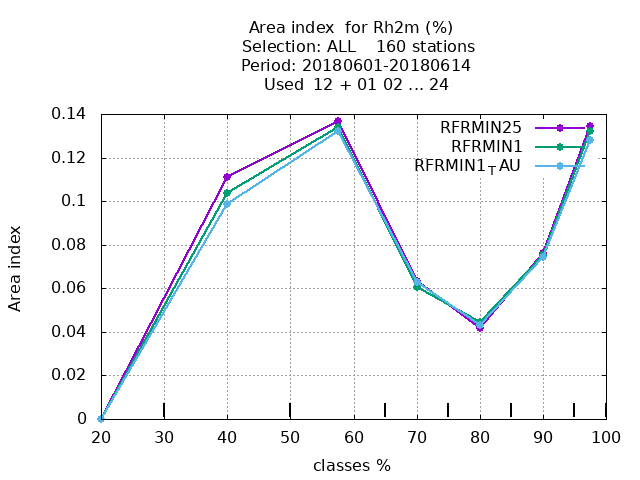 Area index  for Rh2m (%)
Selection: ALL    160 stations
Period: 20180601-20180614
Used  12 + 01 02 ... 24
RFRMIN25
RFRMIN1
RFRMIN1TAU
0.14
0.12
0.1
0.08
0.06
0.04
0.02
0
Area index
20 30 40 50 60 70 80 90 100
classes %